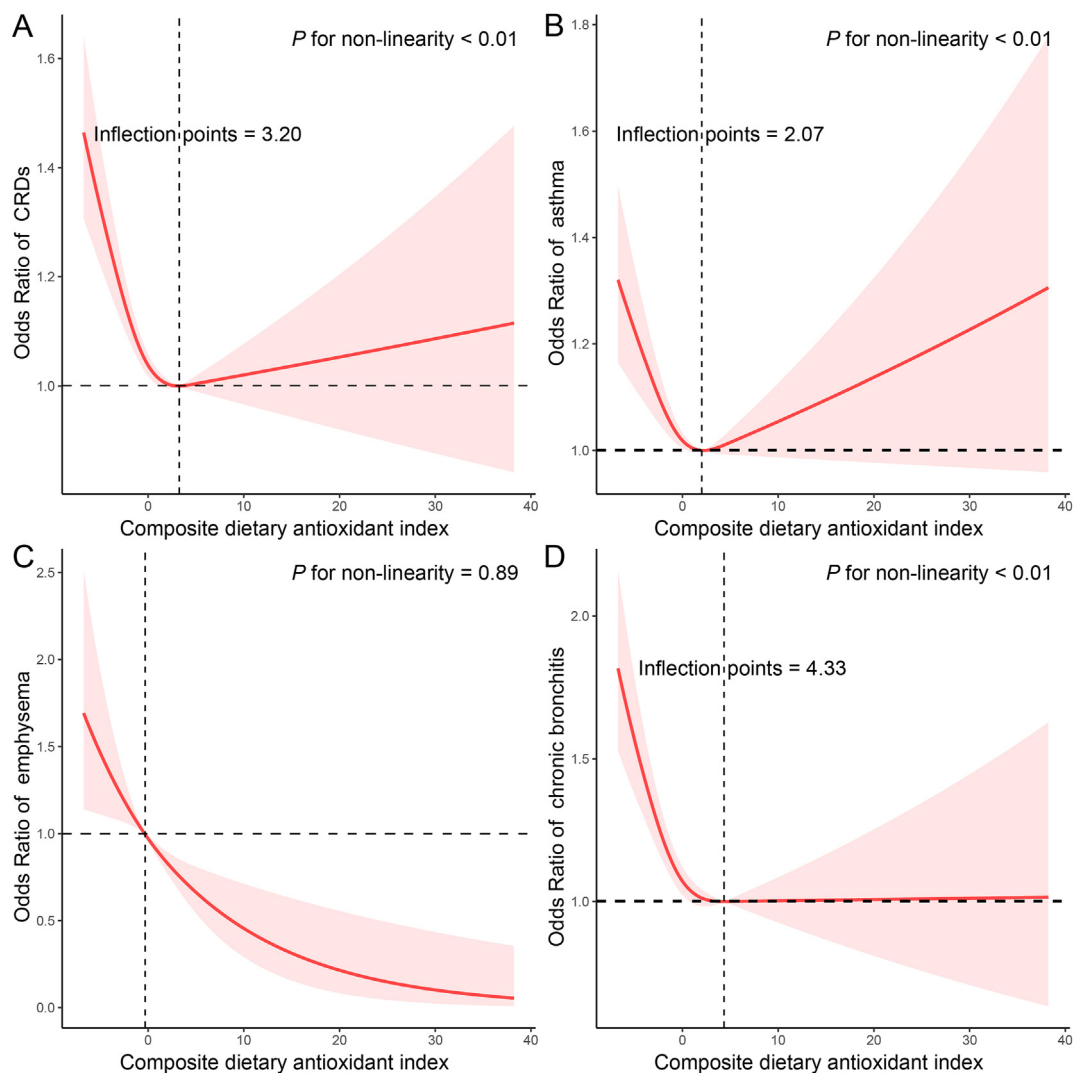 A
P for non-linearity < 0.01
Inflection points = 3.20
Odds Ratio of CRDs
1.6
1.4
1.2
1.0
0
10
20
30
40
Composite dietary antioxidant index
B
P for non-linearity < 0.01
Inflection points = 2.07
Odds Ratio of asthma
1.8
1.6
1.4
1.2
1.0
0
10
20
30
40
Composite dietary antioxidant index
C
P for non-linearity = 0.89
Odds Ratio of emphysema
2.5
2.0
1.5
1.0
0.5
0.0
0
10
20
30
40
Composite dietary antioxidant index
D
P for non-linearity < 0.01
Inflection points = 4.33
Odds Ratio of chronic bronchitis
2.0
1.5
1.0
0
10
20
30
40
Composite dietary antioxidant index